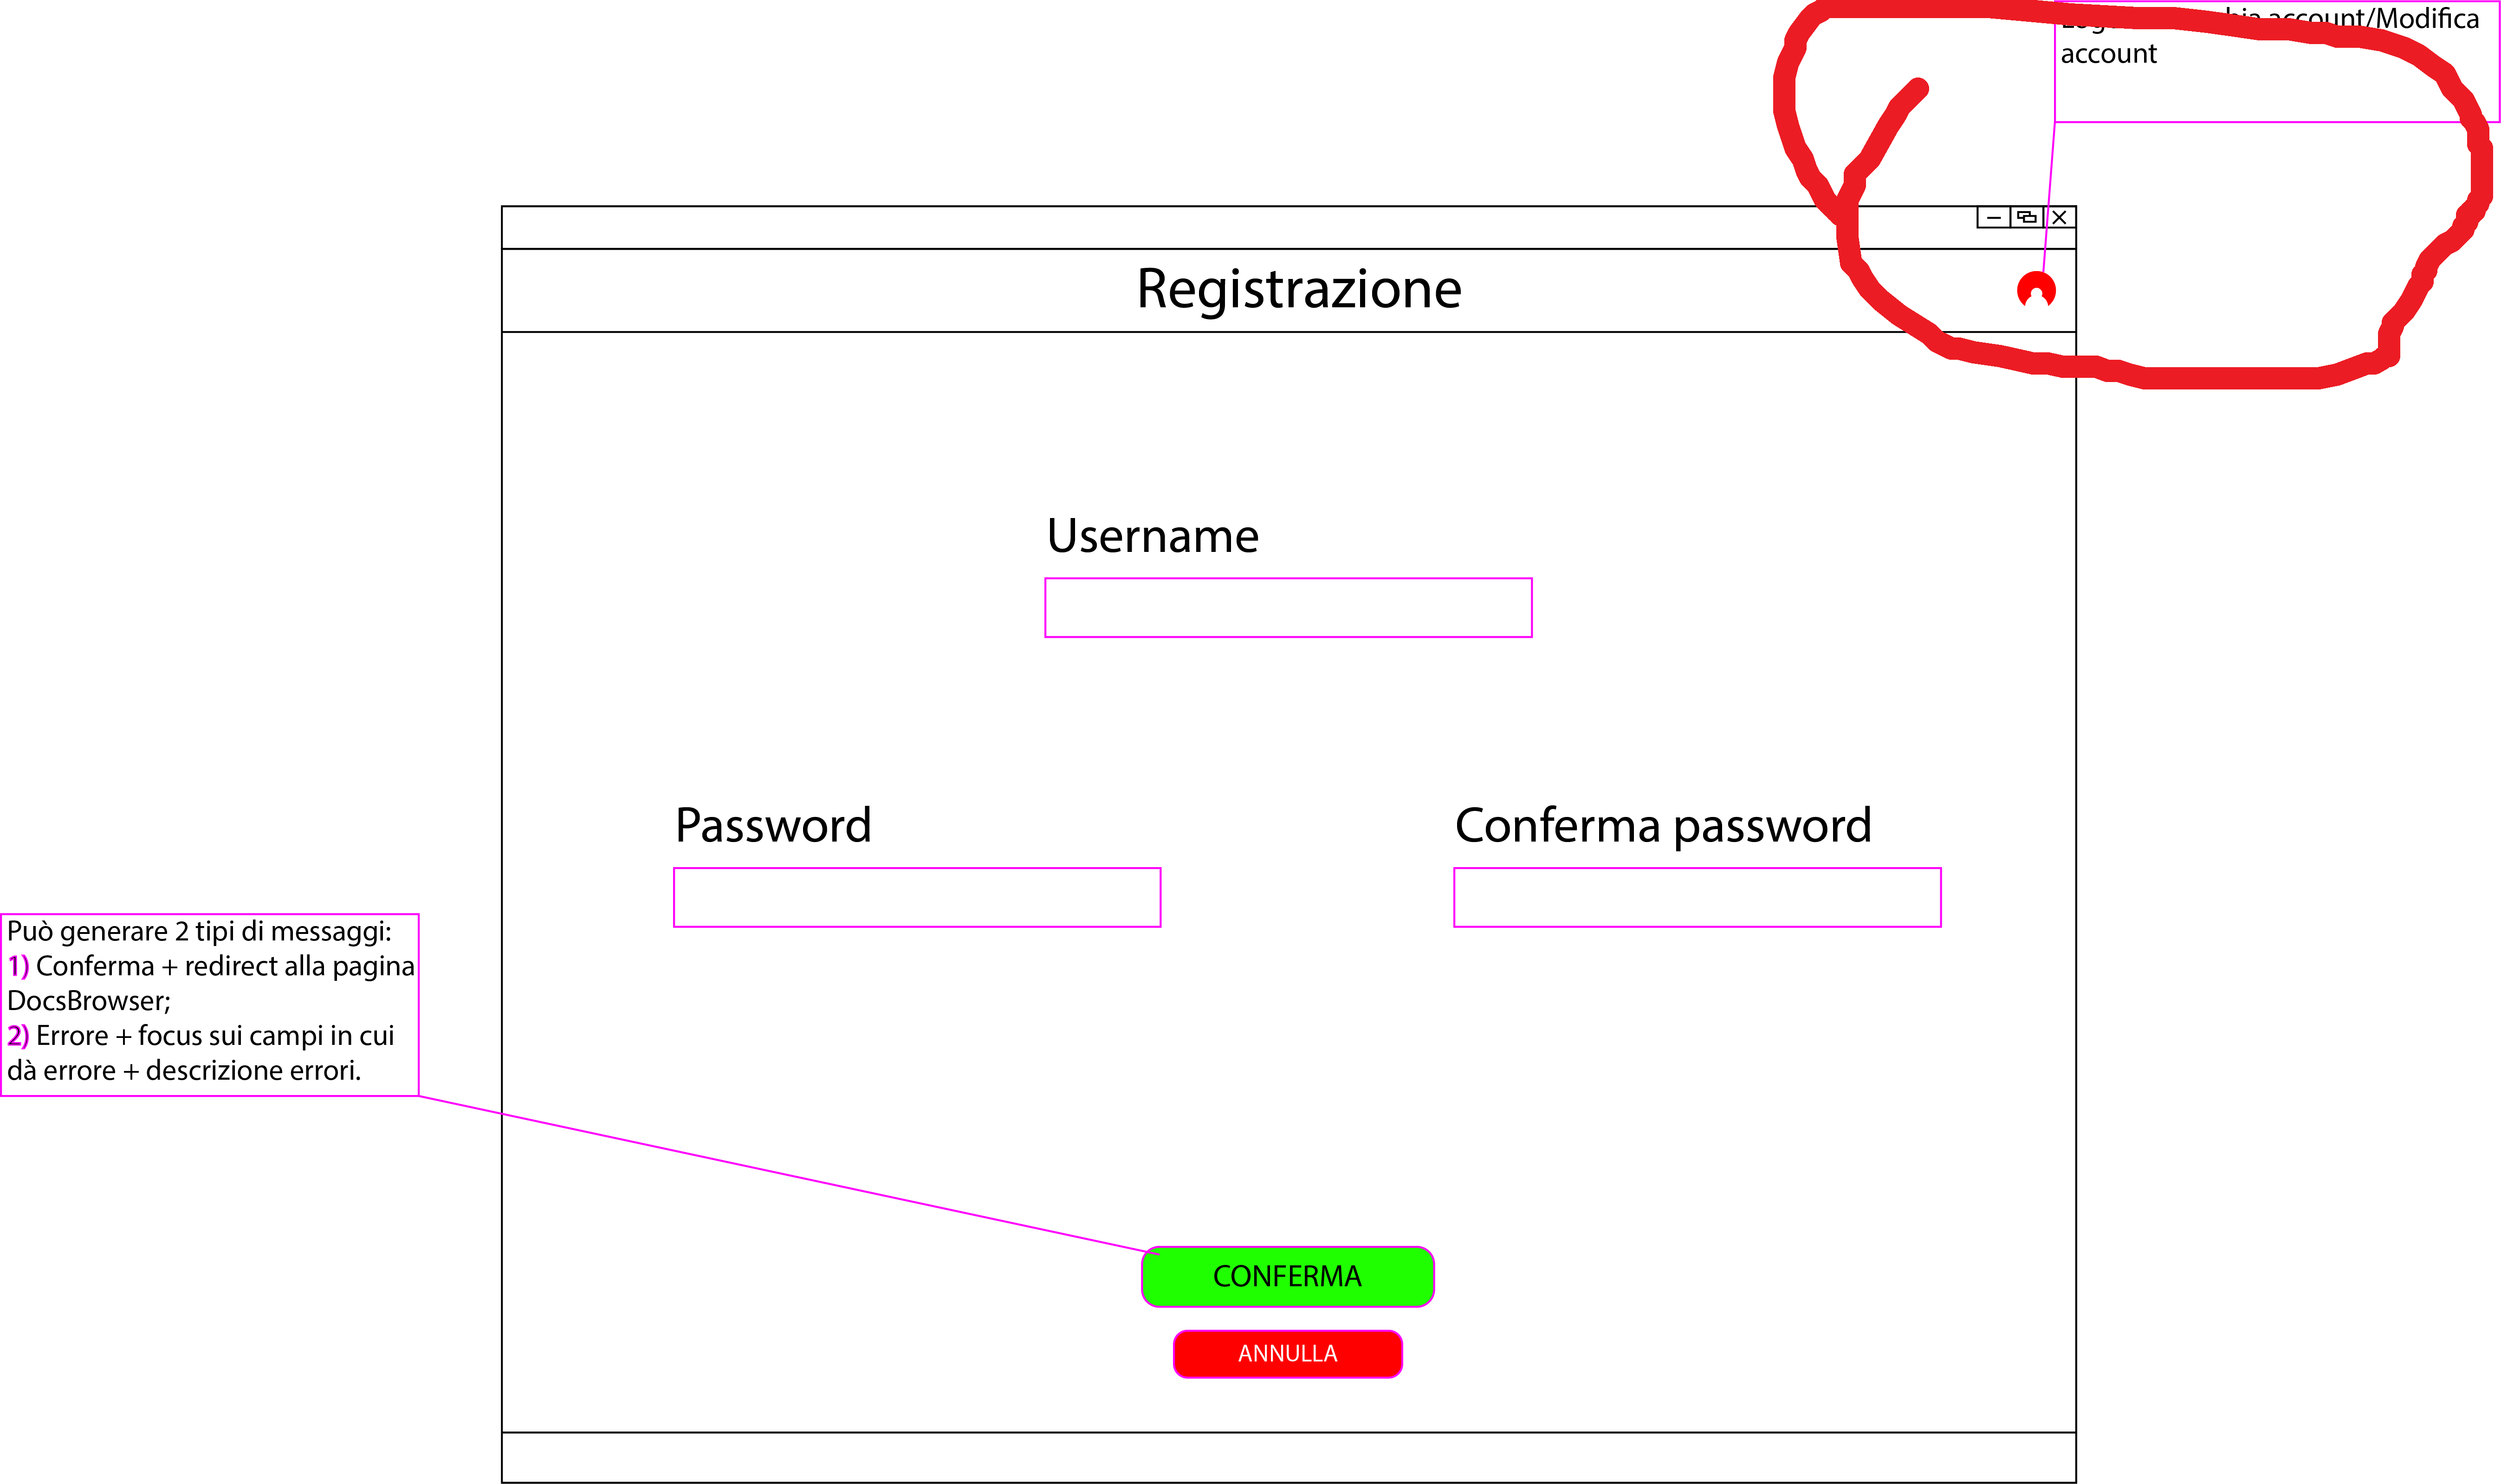 account/Modifica
account
Registrazione
Username
Password
Conferma password
Può generare 2 tipi di messaggi:
1) Conferma + redirect alla pagina
DocsBrowser;
2) Errore + focus sui campi in cui
dà errore + descrizione errori.
CONFERMA
ANNULLA